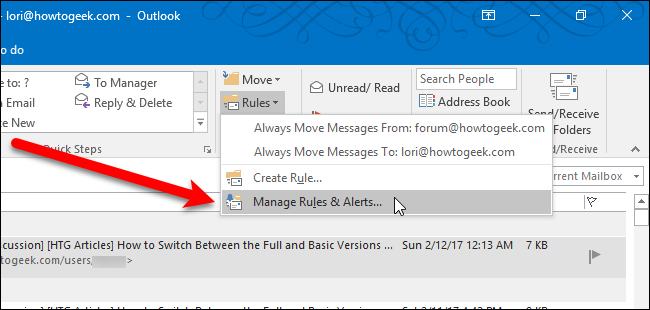 - lori@howtogeek.com - Outlook
to do
e to: ?
To Manager
Email
Reply & Delete
te New
Quick Steps
Move
Rules
Unread/ Read
Search People
Address Book
Send/Receive
Folders
Always Move Messages From: forum@howtogeek.com
Always Move Messages To: lori@howtogeek.com
Create Rule...
Manage Rules & Alerts...
urrent Mailbox
cussion] [HTG Articles] How to Switch Between the Full and Basic Versions ... Sun 2/12/17 12:13 AM 7 KB
togeek.com/users, >